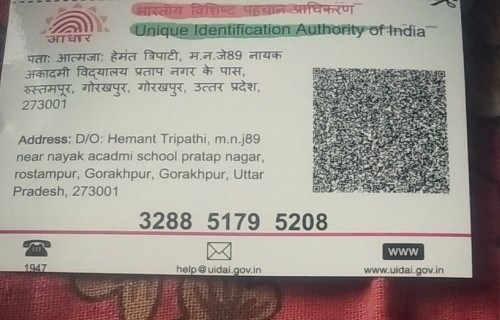 भारतीय विशिष्ट पहचान प्राधिकरण
Unique Identification Authority of India
आधार
पताः आत्मजाः हेमंत त्रिपाटी, म.न.जे89 नायक
अकादमी विद्यालय प्रताप नगर के पास,
रुस्तमपूर, गोरखपुर, गोरखपुर, उत्तर प्रदेश,
273001
Address: D/O: Hemant Tripathi, m.n.j89
near nayak acadmi school pratap nagar,
rostampur, Gorakhpur, Gorakhpur, Uttar
Pradesh, 273001
3288 5179 5208
1947
help@uidai.gov.in
www
www.uidai.gov.in